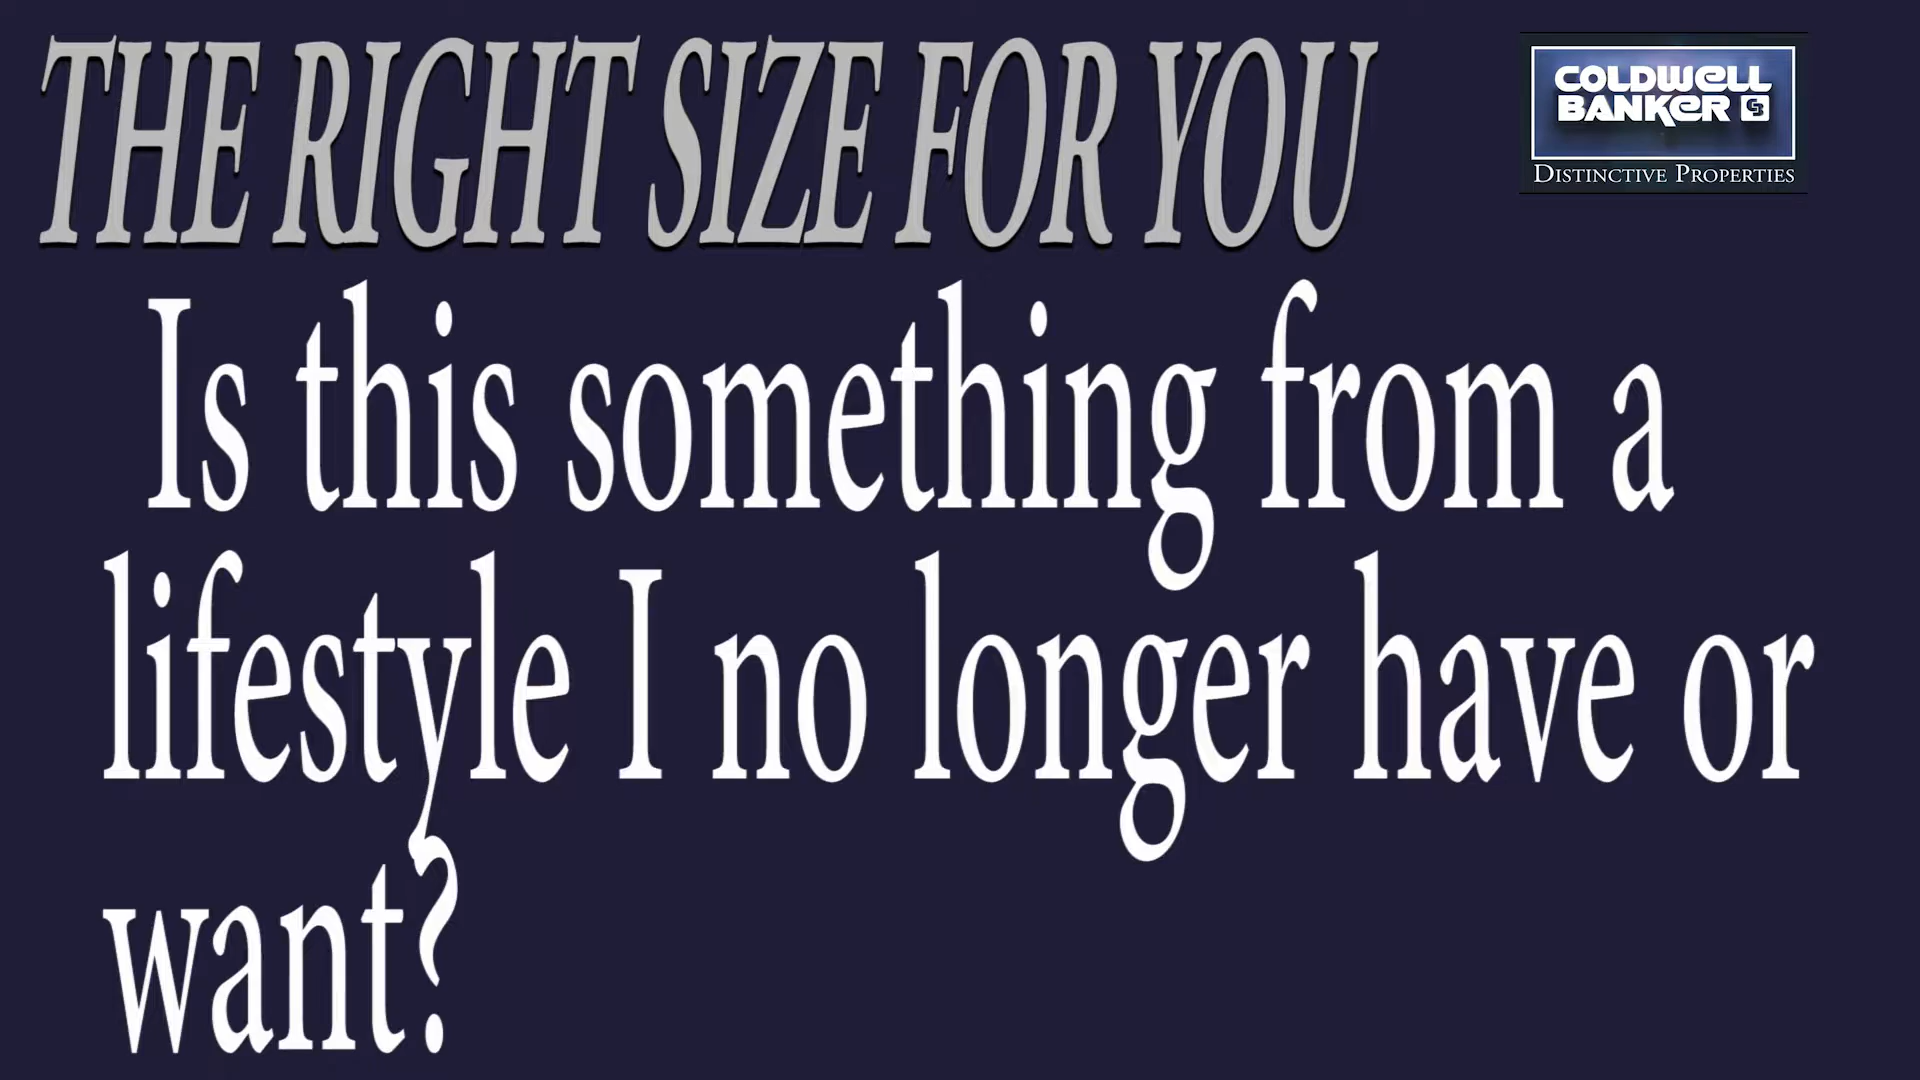 THE RIGHT SIZE FOR YOU
COLDWELL
BANKER CB
DISTINCTIVE PROPERTIES
Is this something from a
lifestyle I no longer have or
want?